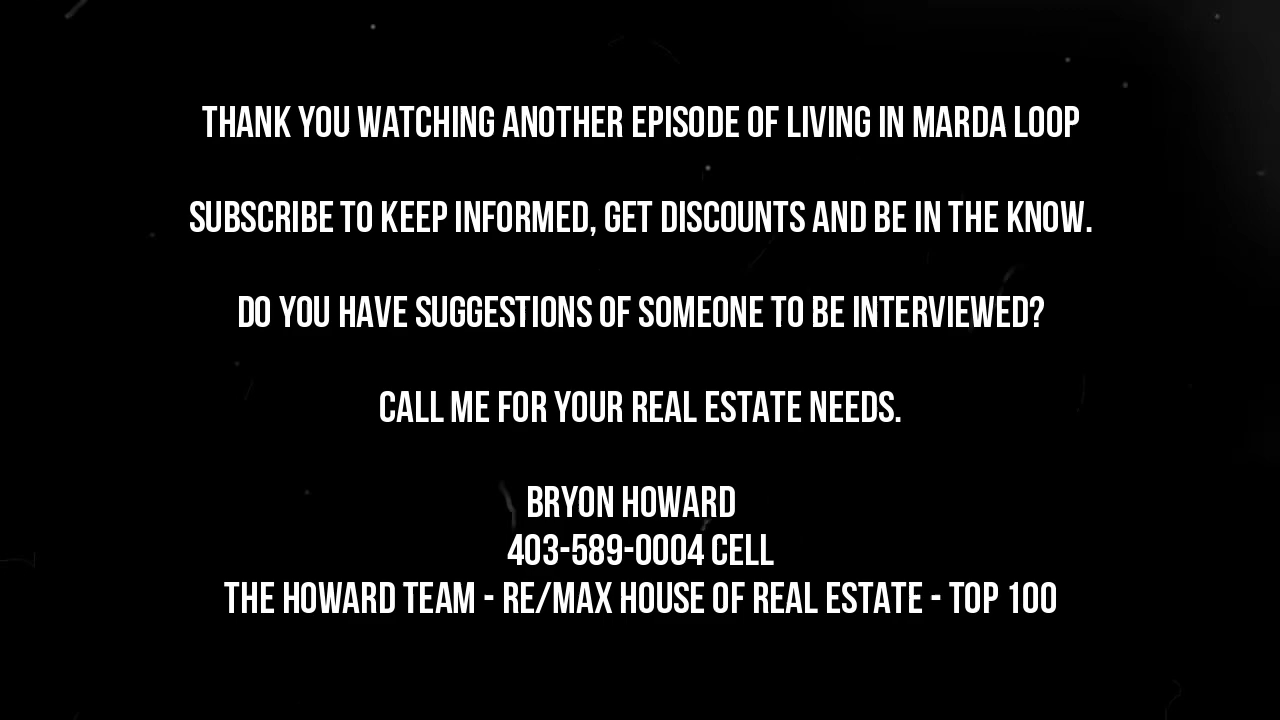 THANK YOU WATCHING ANOTHER EPISODE OF LIVING IN MARDA LOOP
SUBSCRIBE TO KEEP INFORMED, GET DISCOUNTS AND BE IN THE KNOW.
DO YOU HAVE SUGGESTIONS OF SOMEONE TO BE INTERVIEWED?
CALL ME FOR YOUR REAL ESTATE NEEDS.
BRYON HOWARD
403-589-0004 CELL
THE HOWARD TEAM - RE/MAX HOUSE OF REAL ESTATE - TOP 100